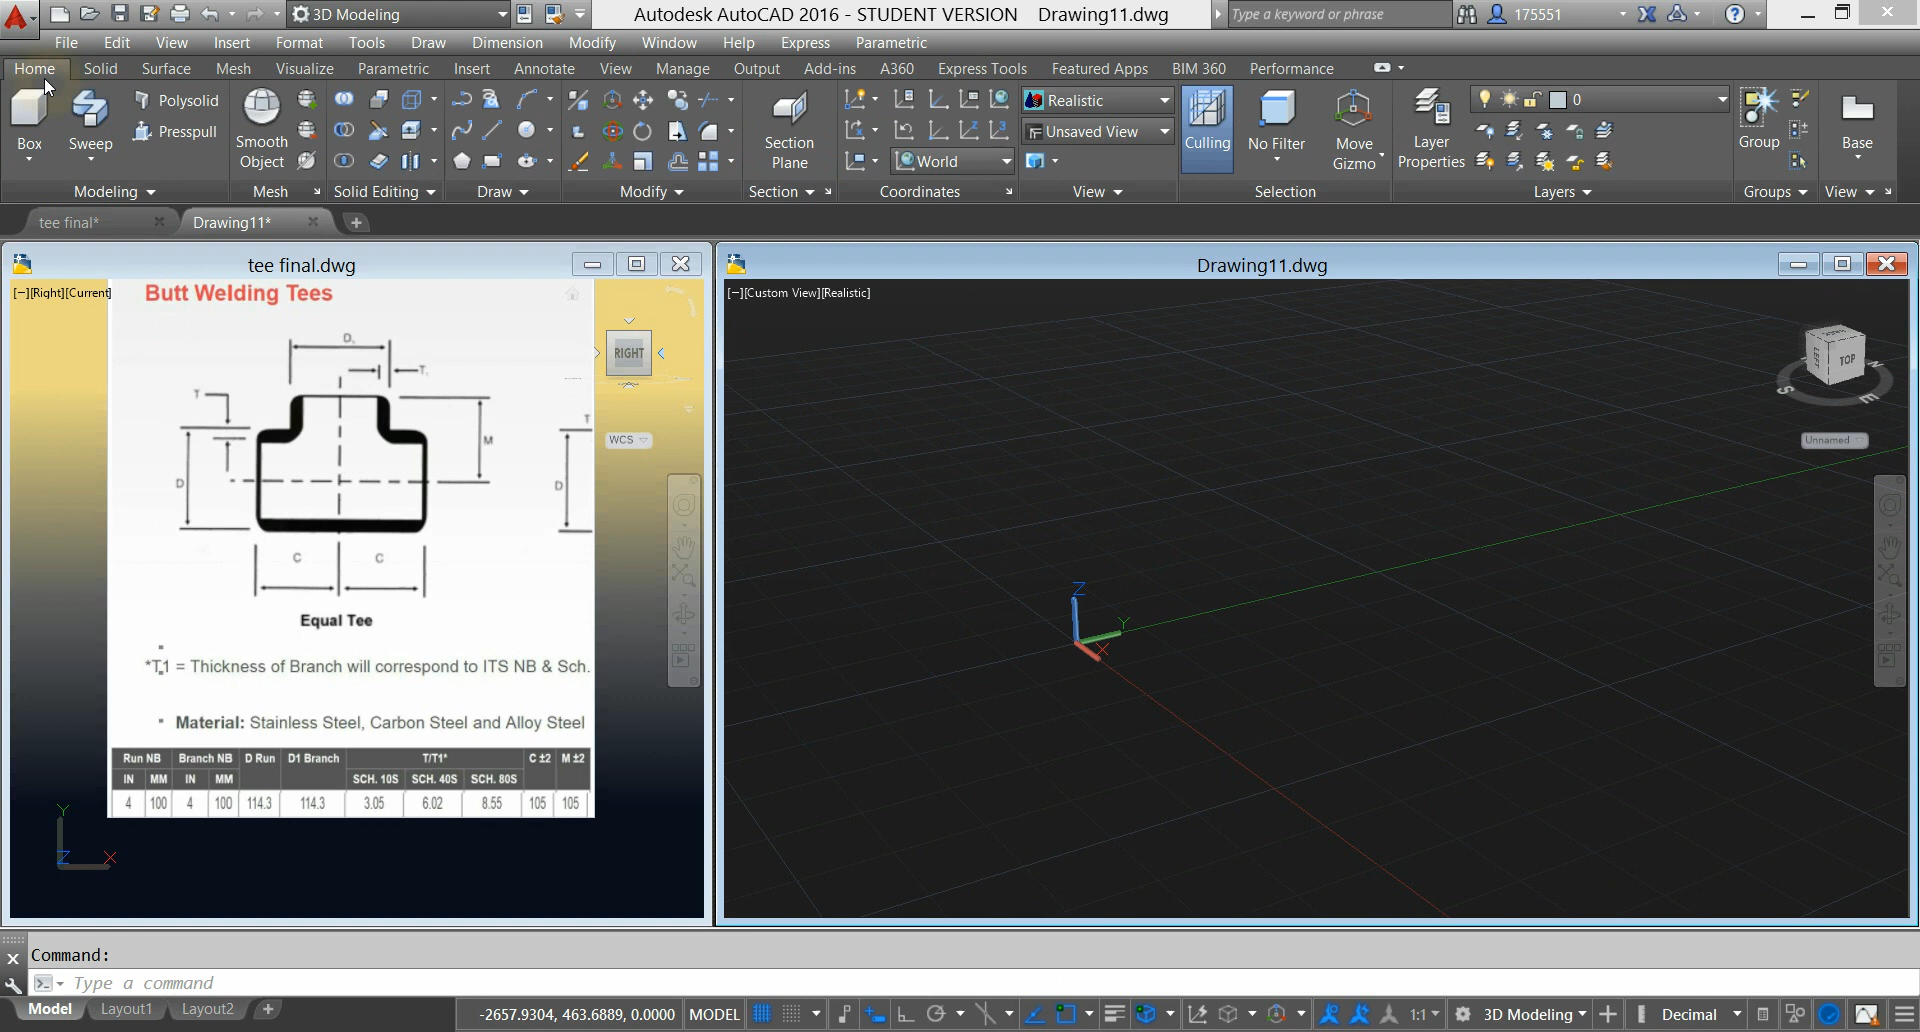 3D Modeling
Autodesk AutoCAD 2016 - STUDENT VERSION Drawing11.dwg
Type a keyword or phrase
175551
File Edit View Insert Format Tools Draw Dimension Modify Window Help Express Parametric
Home Solid Surface Mesh Visualize Parametric Insert Annotate View Manage Output Add-ins A360 Express Tools Featured Apps BIM 360 Performance
Box
Sweep
Polysolid
Presspull
Smooth
Object
Section
Plane
World
Realistic
Unsaved View
Culling
No Filter
Move
Gizmo
Layer
Properties
0
Group
Base
Modeling Mesh Solid Editing Draw Modify Section Coordinates View Selection Layers Groups View
tee final*
Drawing11*
tee final.dwg
[−][Right][Current]
Butt Welding Tees
D₁
T₁
T
M
D
C C
T
D
Equal Tee
*T1 = Thickness of Branch will correspond to ITS NB & Sch.
Material: Stainless Steel, Carbon Steel and Alloy Steel
Run NB Branch NB D Run D1 Branch T/T1* C ±2 M ±2
IN MM IN MM SCH. 10S SCH. 40S SCH. 80S
4 100 4 100 114.3 114.3 3.05 6.02 8.55 105 105
RIGHT
WCS
Y
Z
X
Drawing11.dwg
[−][Custom View][Realistic]
TOP
LEFT
S
E
N
Unnamed
Z
Y
X
Command:
Type a command
Model Layout1 Layout2
-2657.9304, 463.6889, 0.0000 MODEL
1:1
3D Modeling
Decimal